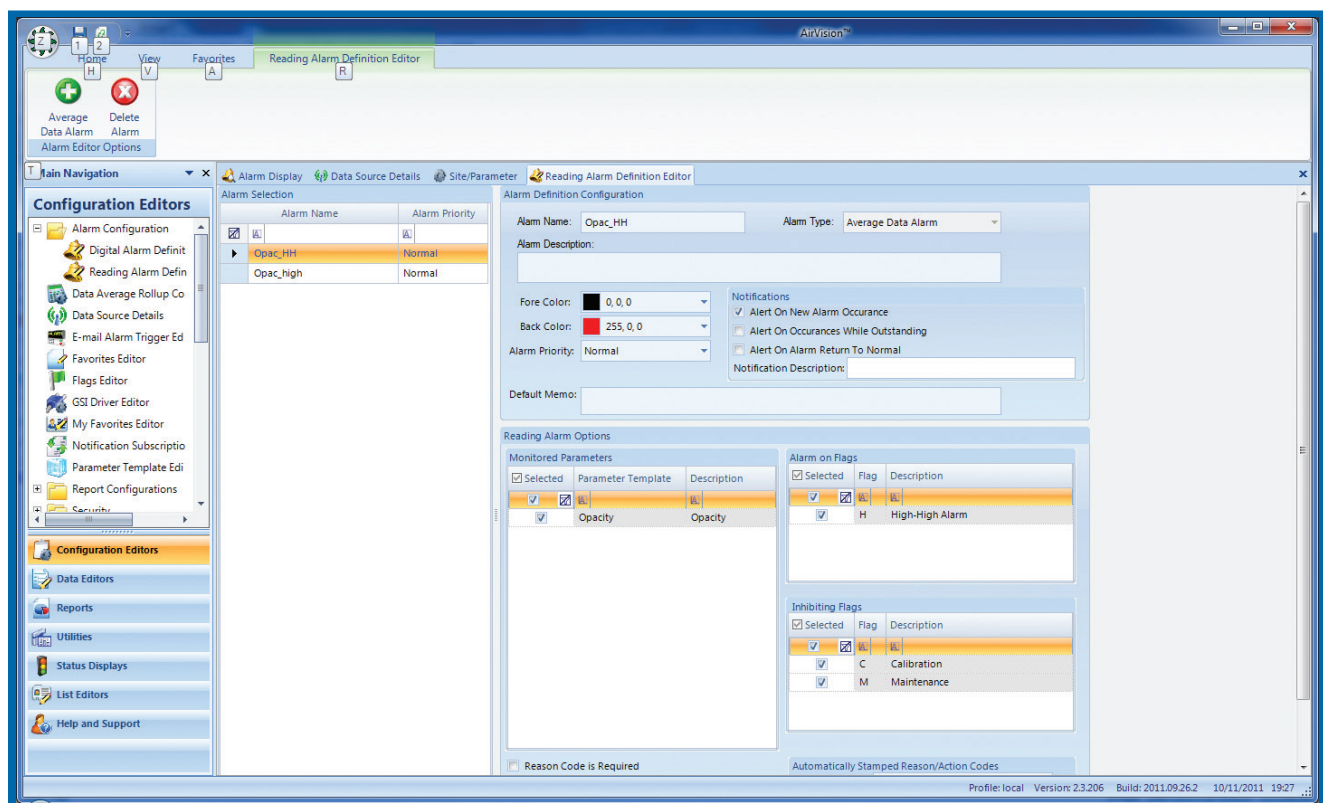 AirVision™
Z 1 2
Home View Favorites Reading Alarm Definition Editor
H V A R
Average Data Alarm
Delete Alarm
Alarm Editor Options
T
Main Navigation
Configuration Editors
Alarm Configuration
Digital Alarm Definit
Reading Alarm Defin
Data Average Rollup Co
Data Source Details
E-mail Alarm Trigger Ed
Favorites Editor
Flags Editor
GSI Driver Editor
My Favorites Editor
Notification Subscriptio
Parameter Template Edi
Report Configurations
Security
Configuration Editors
Data Editors
Reports
Utilities
Status Displays
List Editors
Help and Support
Alarm Display Data Source Details Site/Parameter Reading Alarm Definition Editor
Alarm Selection
Alarm Name Alarm Priority
Opac_HH Normal
Opac_high Normal
Alarm Definition Configuration
Alarm Name: Opac_HH Alarm Type: Average Data Alarm
Alarm Description:
Fore Color: 0, 0, 0
Back Color: 255, 0, 0
Alarm Priority: Normal
Notifications
Alert On New Alarm Occurance
Alert On Occurances While Outstanding
Alert On Alarm Return To Normal
Notification Description:
Default Memo:
Reading Alarm Options
Monitored Parameters
Selected Parameter Template Description
Opacity Opacity
Alarm on Flags
Selected Flag Description
H High-High Alarm
Inhibiting Flags
Selected Flag Description
C Calibration
M Maintenance
Reason Code is Required
Automatically Stamped Reason/Action Codes
Profile: local Version: 2.3.206 Build: 2011.09.26.2 10/11/2011 19:27